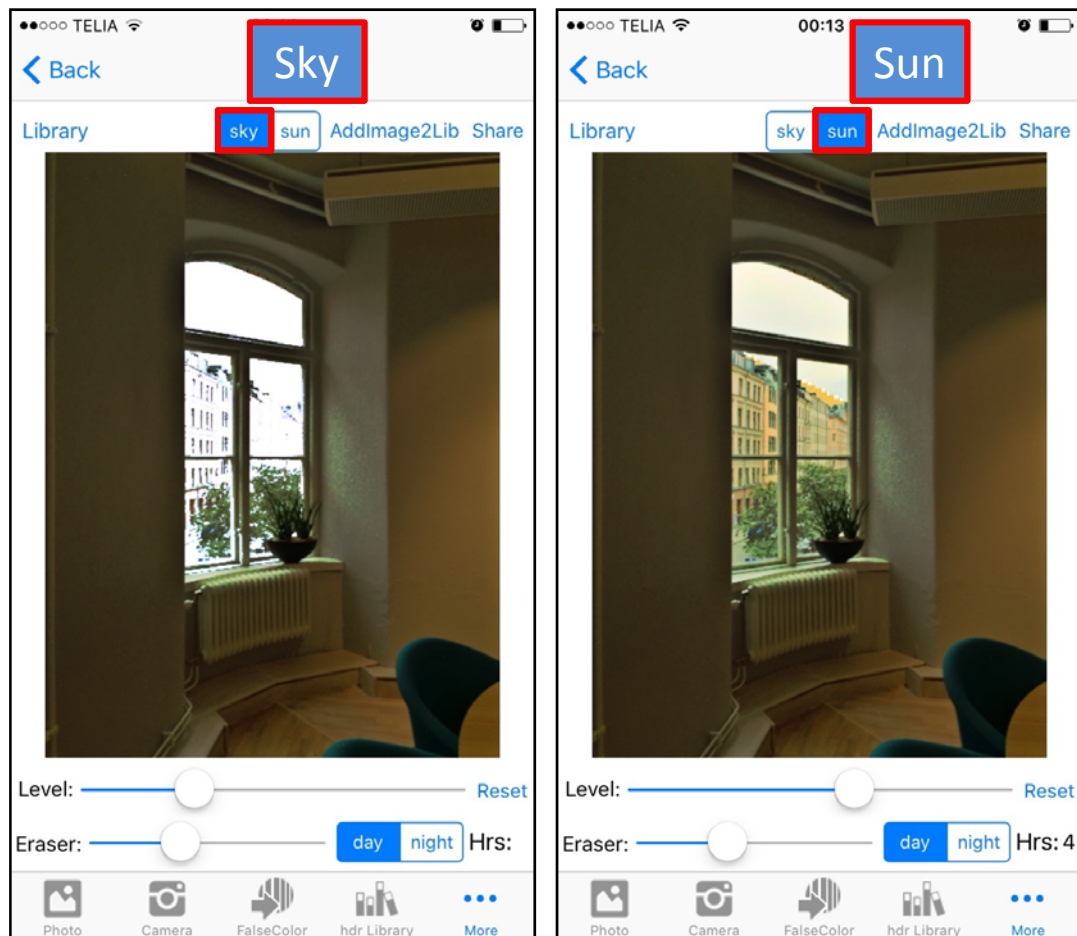 TELIA
Sky
Back
Library
sky sun AddImage2Lib Share
Level: Reset
Eraser: day night Hrs:
Photo Camera FalseColor hdr Library More
TELIA 00:13
Sun
Back
Library
sky sun AddImage2Lib Share
Level: Reset
Eraser: day night Hrs: 4
Photo Camera FalseColor hdr Library More